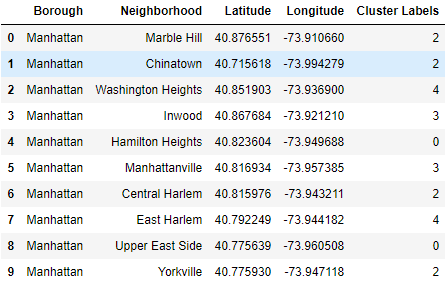 Borough Neighborhood Latitude Longitude Cluster Labels
0 Manhattan Marble Hill 40.876551 -73.910660 2
1 Manhattan Chinatown 40.715618 -73.994279 2
2 Manhattan Washington Heights 40.851903 -73.936900 4
3 Manhattan Inwood 40.867684 -73.921210 3
4 Manhattan Hamilton Heights 40.823604 -73.949688 0
5 Manhattan Manhattanville 40.816934 -73.957385 3
6 Manhattan Central Harlem 40.815976 -73.943211 2
7 Manhattan East Harlem 40.792249 -73.944182 4
8 Manhattan Upper East Side 40.775639 -73.960508 0
9 Manhattan Yorkville 40.775930 -73.947118 2